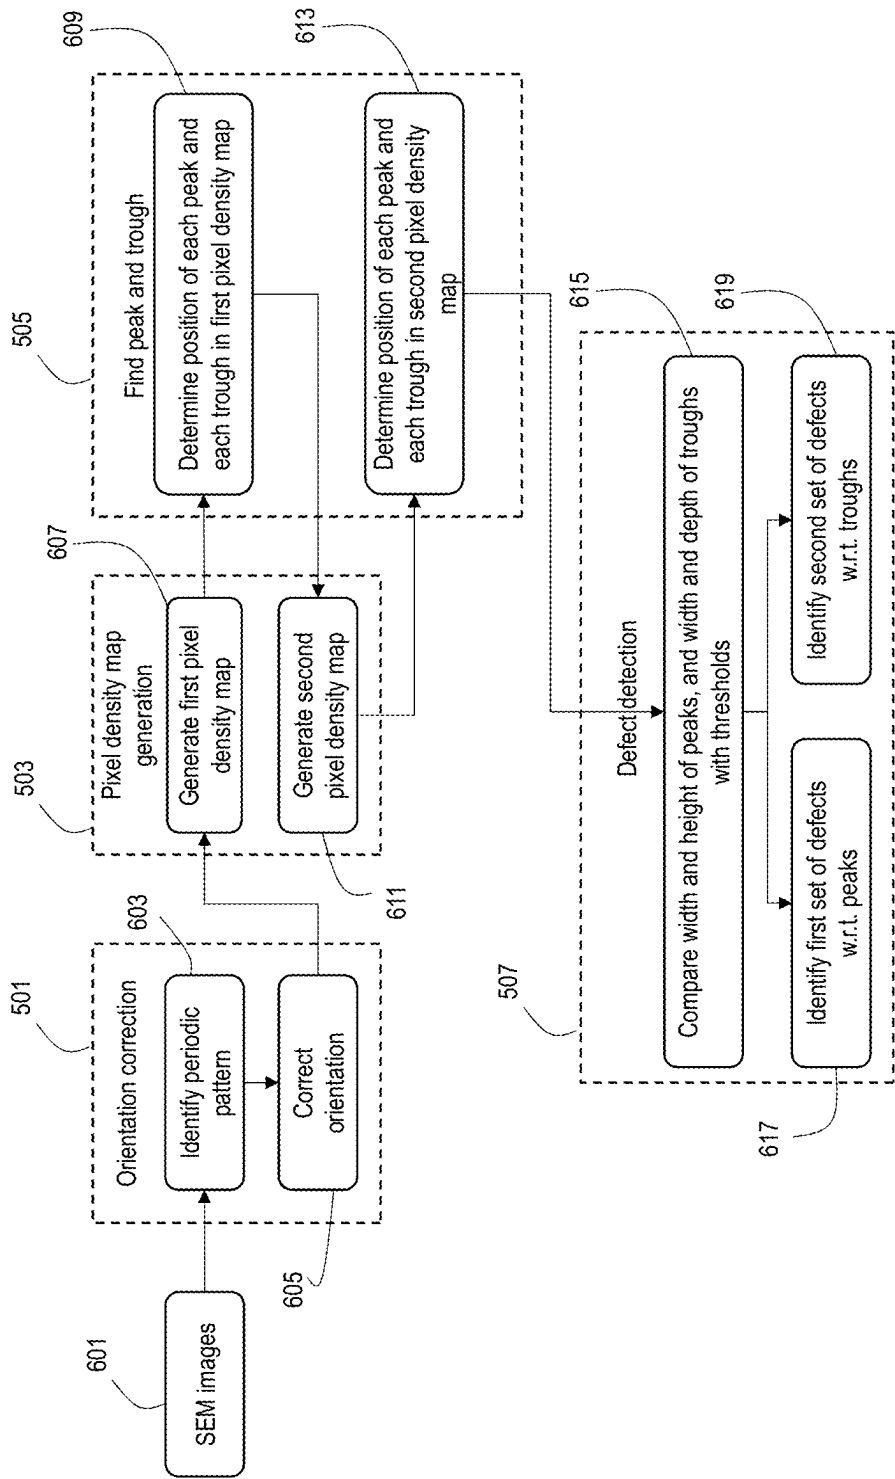 601
SEM images
501
Orientation correction
603
Identify periodic
pattern
Correct
orientation
605
503
Pixel density map
generation
607
Generate first pixel
density map
Generate second
pixel density map
611
505
Find peak and trough
609
Determine position of each peak and
each trough in first pixel density map
613
Determine position of each peak and
each trough in second pixel density
map
507
Defect detection
615
Compare width and height of peaks, and width and depth of troughs
with thresholds
617
Identify first set of defects
w.r.t. peaks
619
Identify second set of defects
w.r.t. troughs